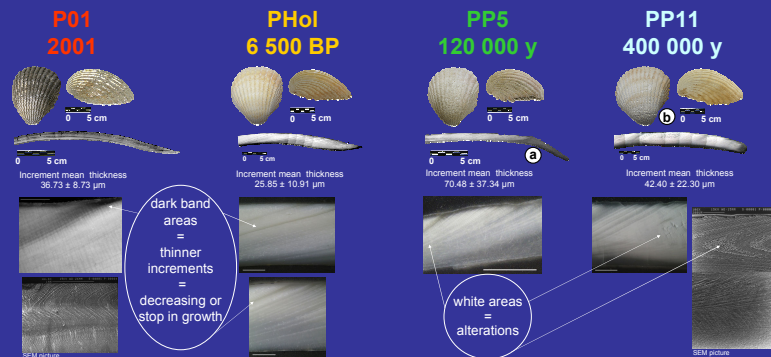 P01
2001
PHol
6 500 BP
PP5
120 000 y
PP11
400 000 y
0 5 cm
0 5 cm
0 5 cm
0 5 cm
b
0 5 cm
0 5 cm
0 5 cm
a
0 5 cm
Increment mean thickness
36.73 ± 8.73 µm
Increment mean thickness
25.85 ± 10.91 µm
Increment mean thickness
70.48 ± 37.34 µm
Increment mean thickness
42.40 ± 22.30 µm
dark band
areas
=
thinner
increments
=
decreasing or
stop in growth
white areas
=
alterations
SEM picture
SEM picture